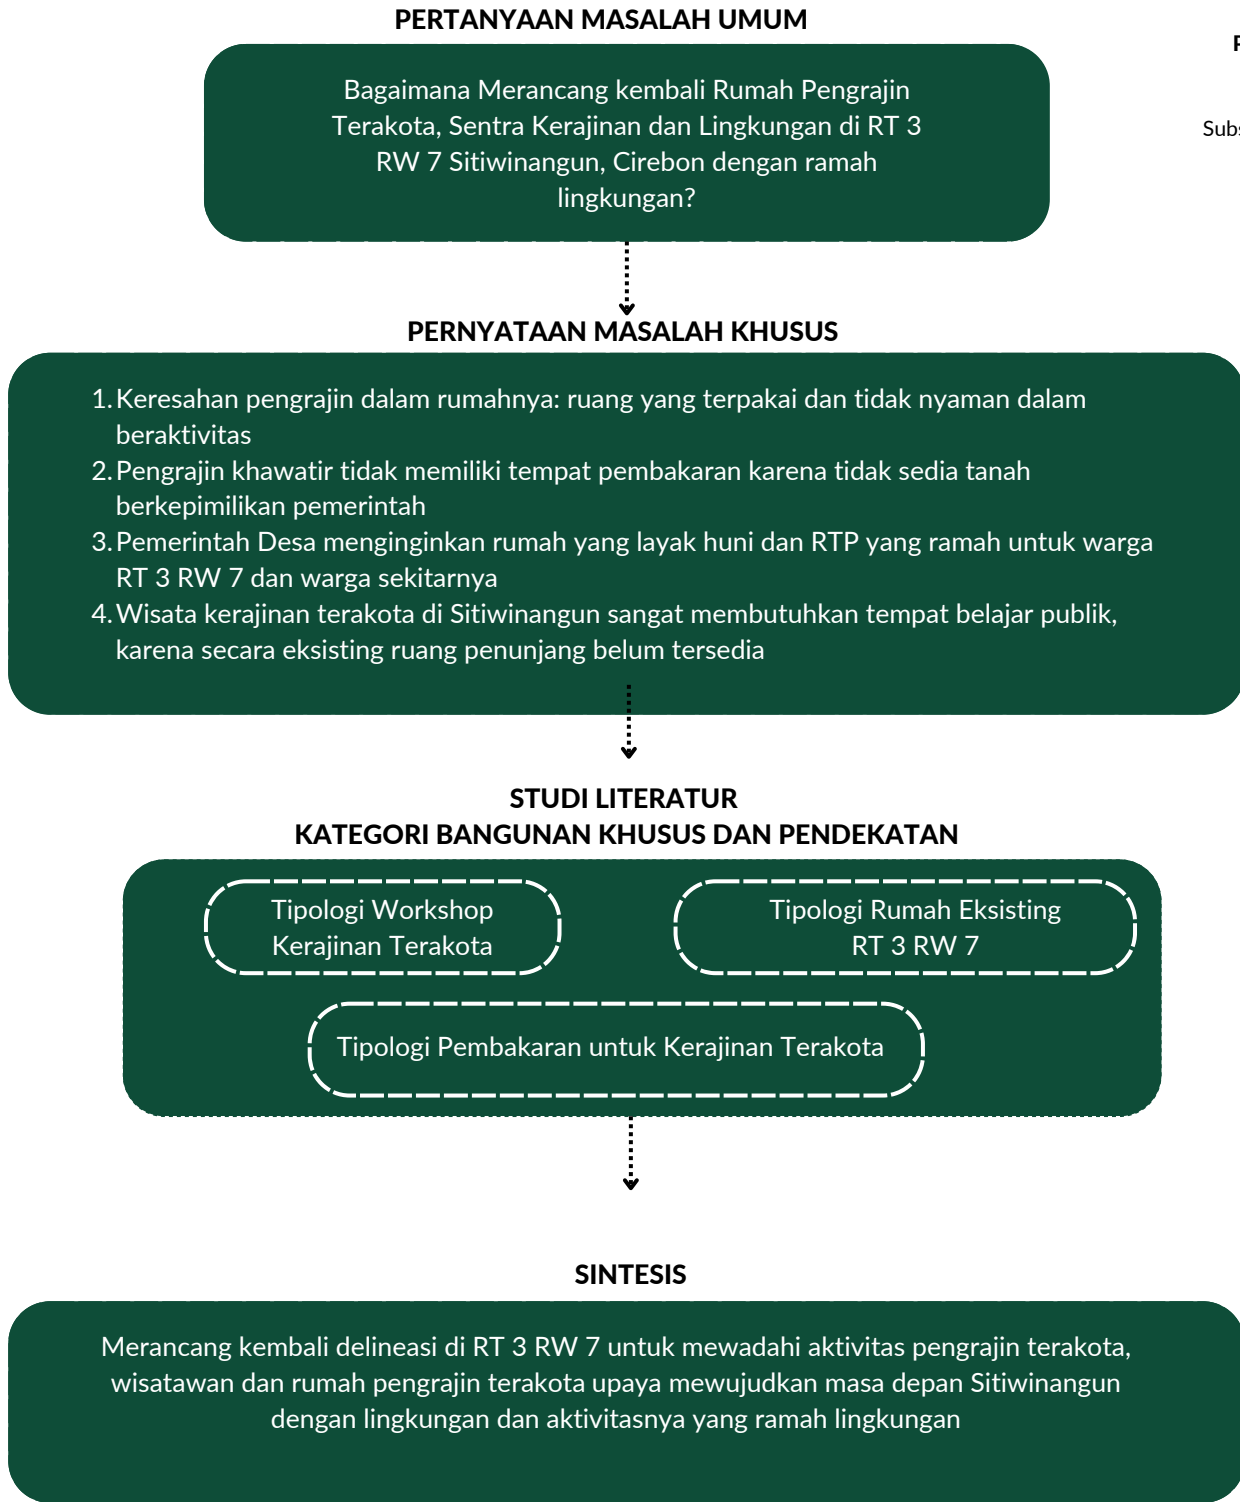 PERTANYAAN MASALAH UMUM
Bagaimana Merancang kembali Rumah Pengrajin
Terakota, Sentra Kerajinan dan Lingkungan di RT 3
RW 7 Sitiwinangun, Cirebon dengan ramah
lingkungan?
PERNYATAAN MASALAH KHUSUS
1. Keresahan pengrajin dalam rumahnya: ruang yang terpakai dan tidak nyaman dalam
beraktivitas
2. Pengrajin khawatir tidak memiliki tempat pembakaran karena tidak sedia tanah
berkepimilikan pemerintah
3. Pemerintah Desa menginginkan rumah yang layak huni dan RTP yang ramah untuk warga
RT 3 RW 7 dan warga sekitarnya
4. Wisata kerajinan terakota di Sitiwinangun sangat membutuhkan tempat belajar publik,
karena secara eksisting ruang penunjang belum tersedia
STUDI LITERATUR
KATEGORI BANGUNAN KHUSUS DAN PENDEKATAN
Tipologi Workshop
Kerajinan Terakota
Tipologi Rumah Eksisting
RT 3 RW 7
Tipologi Pembakaran untuk Kerajinan Terakota
SINTESIS
Merancang kembali delineasi di RT 3 RW 7 untuk mewadahi aktivitas pengrajin terakota,
wisatawan dan rumah pengrajin terakota upaya mewujudkan masa depan Sitiwinangun
dengan lingkungan dan aktivitasnya yang ramah lingkungan